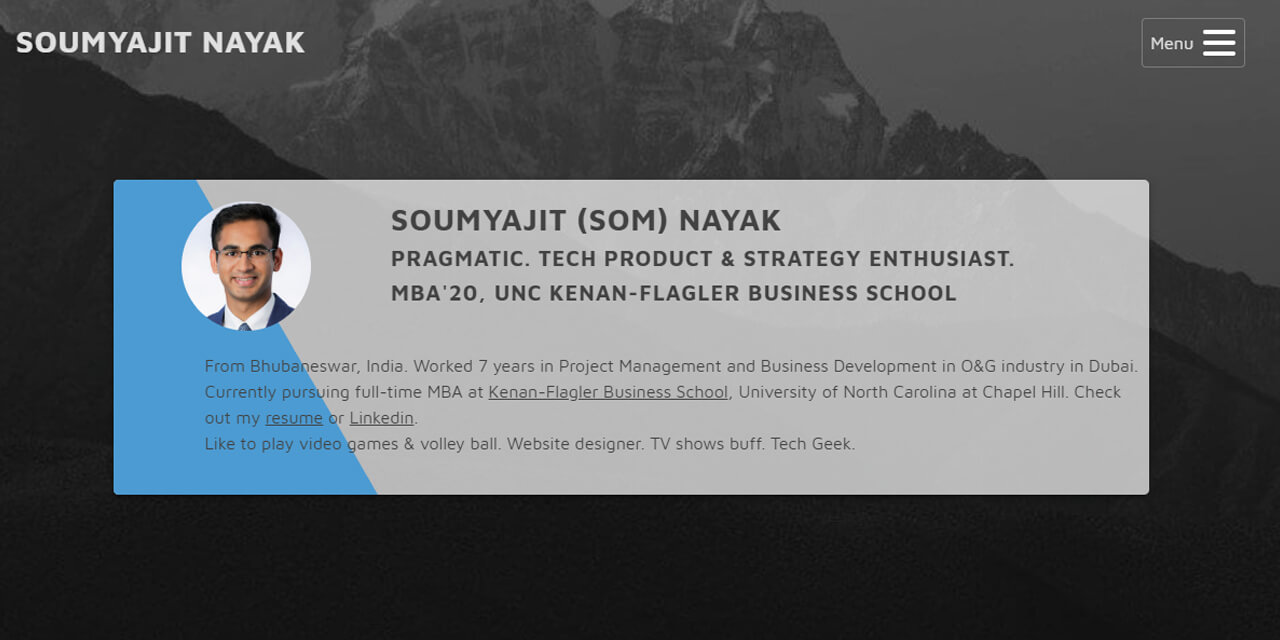 SOUMYAJIT NAYAK
Menu
SOUMYAJIT (SOM) NAYAK
PRAGMATIC. TECH PRODUCT & STRATEGY ENTHUSIAST.
MBA'20, UNC KENAN-FLAGLER BUSINESS SCHOOL
From Bhubaneswar, India. Worked 7 years in Project Management and Business Development in O&G industry in Dubai.
Currently pursuing full-time MBA at Kenan-Flagler Business School, University of North Carolina at Chapel Hill. Check
out my resume or Linkedin.
Like to play video games & volley ball. Website designer. TV shows buff. Tech Geek.